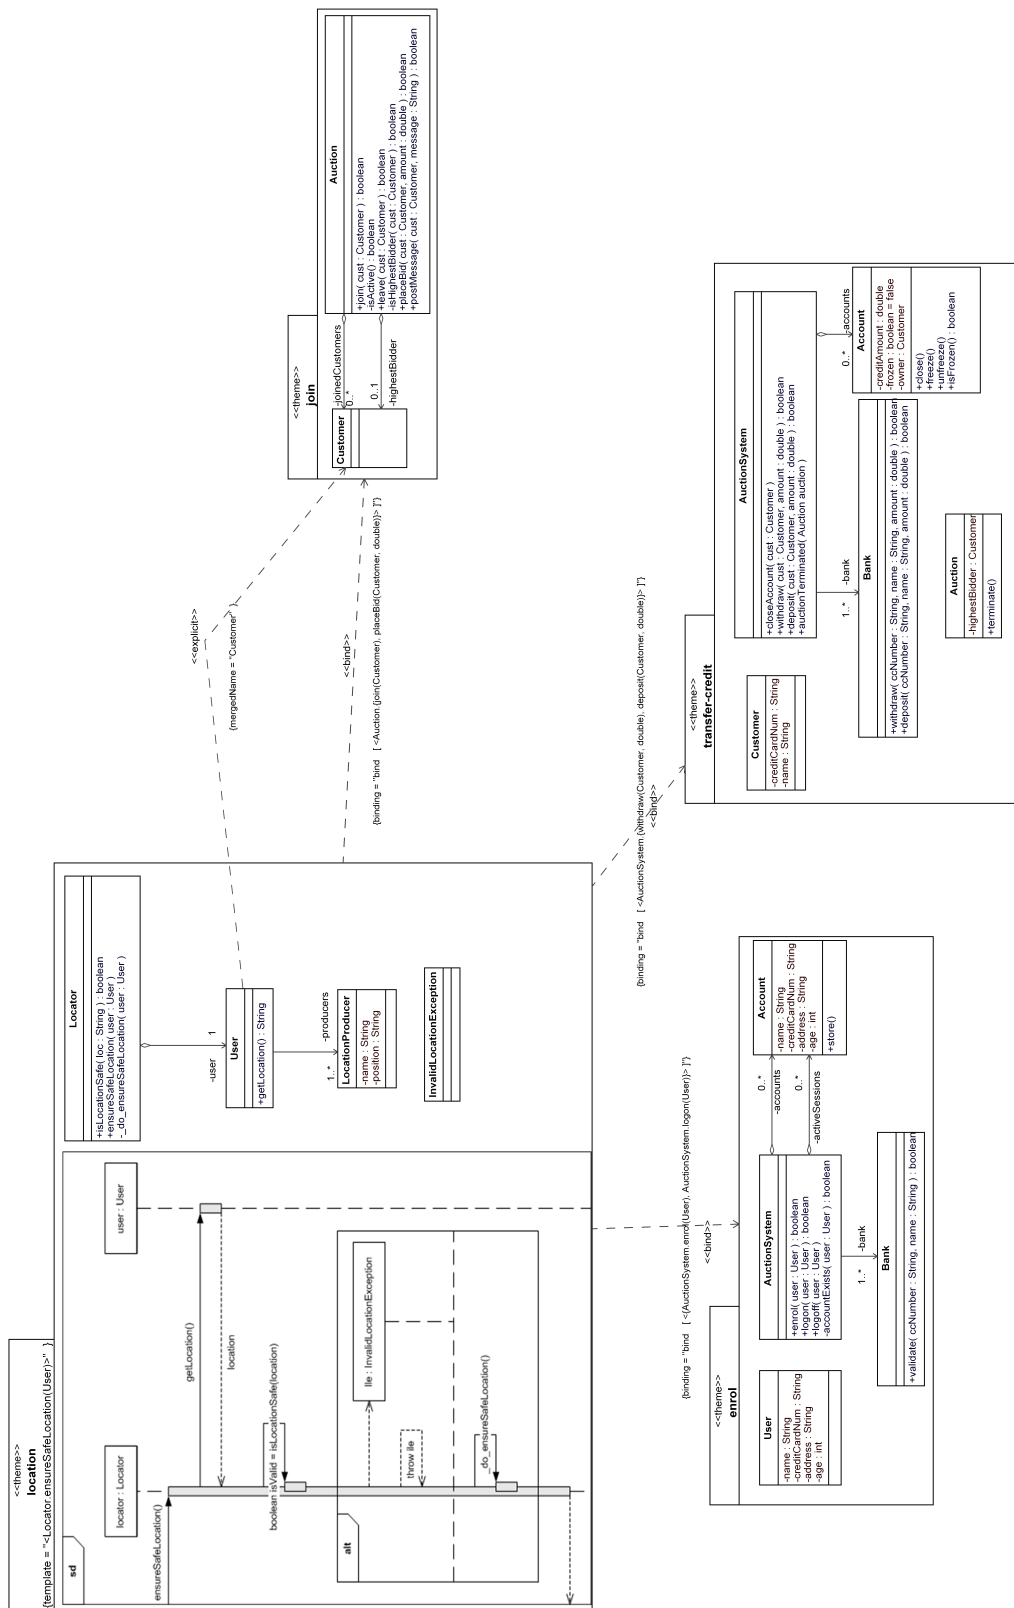 <<theme>>
location
{template = "<Locator.ensureSafeLocation(User)>" }
sd
locator : Locator
user : User
ensureSafeLocation()
getLocation()
location
boolean isValid = isLocationSafe(location)
alt
Ile : InvalidLocationException
throw ile
_do_ensureSafeLocation()
Locator
+isLocationSafe( loc : String ) : boolean
+ensureSafeLocation( user : User )
-_do_ensureSafeLocation( user : User )
-user
1
User
+getLocation() : String
1..*
-producers
LocationProducer
-name : String
-position : String
InvalidLocationException
<<explicit>>
{mergedName = "Customer" }
<<bind>>
{binding = "bind [ <Auction.{join(Customer), placeBid(Customer, double)}> ]"}
<<theme>>
join
Customer
-joinedCustomers
0..*
0..1
-highestBidder
Auction
+join( cust : Customer ) : boolean
-isActive() : boolean
+leave( cust : Customer ) : boolean
-isHighestBidder( cust : Customer ) : boolean
+placeBid( cust : Customer, amount : double ) : boolean
+postMessage( cust : Customer, message : String ) : boolean
{binding = "bind [ <AuctionSystem.{withdraw(Customer, double), deposit(Customer, double)}> ]"}
<<bind>>
<<theme>>
transfer-credit
Customer
-creditCardNum : String
-name : String
AuctionSystem
+closeAccount( cust : Customer )
+withdraw( cust : Customer, amount : double ) : boolean
+deposit( cust : Customer, amount : double ) : boolean
+auctionTerminated( Auction auction )
1..*
-bank
0..*
-accounts
Bank
+withdraw( ccNumber : String, name : String, amount : double ) : boolean
+deposit( ccNumber : String, name : String, amount : double ) : boolean
Account
-creditAmount : double
-frozen : boolean = false
-owner : Customer
+close()
+freeze()
+unfreeze()
+isFrozen() : boolean
Auction
-highestBidder : Customer
+terminate()
{binding = "bind [ <{AuctionSystem.enrol(User), AuctionSystem.logon(User)}> ]"}
<<bind>>
<<theme>>
enrol
User
-name : String
-creditCardNum : String
-address : String
-age : int
AuctionSystem
+enrol( user : User ) : boolean
+logon( user : User ) : boolean
+logoff( user : User )
-accountExists( user : User ) : boolean
0..*
-accounts
0..*
-activeSessions
Account
-name : String
-creditCardNum : String
-address : String
-age : int
+store()
1..*
-bank
Bank
+validate( ccNumber : String, name : String ) : boolean